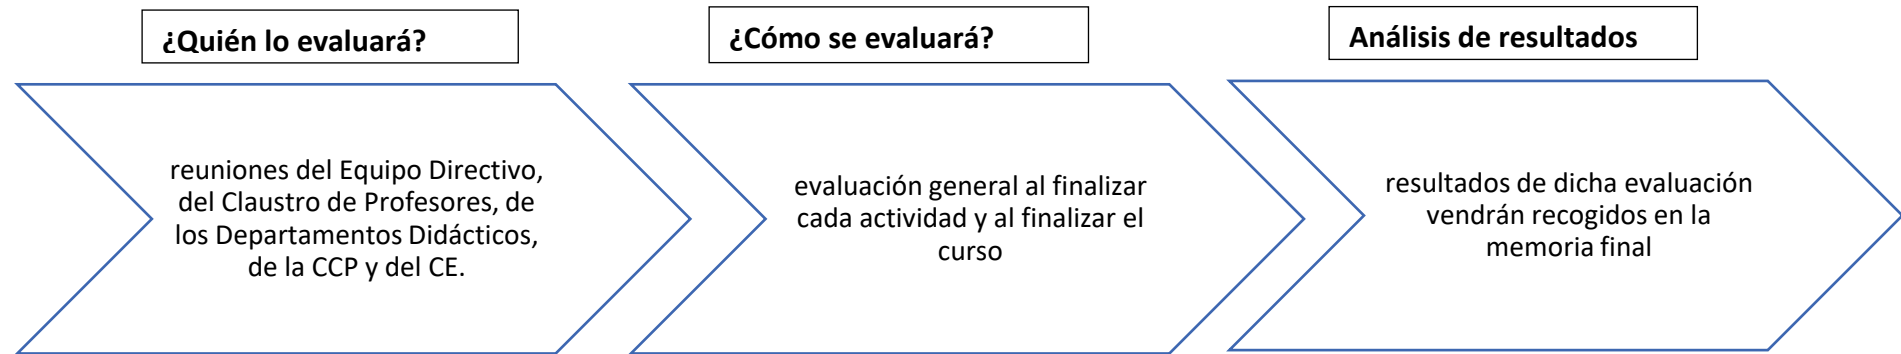 ¿Quién lo evaluará?
reuniones del Equipo Directivo,
del Claustro de Profesores, de
los Departamentos Didácticos,
de la CCP y del CE.
¿Cómo se evaluará?
evaluación general al finalizar
cada actividad y al finalizar el
curso
Análisis de resultados
resultados de dicha evaluación
vendrán recogidos en la
memoria final